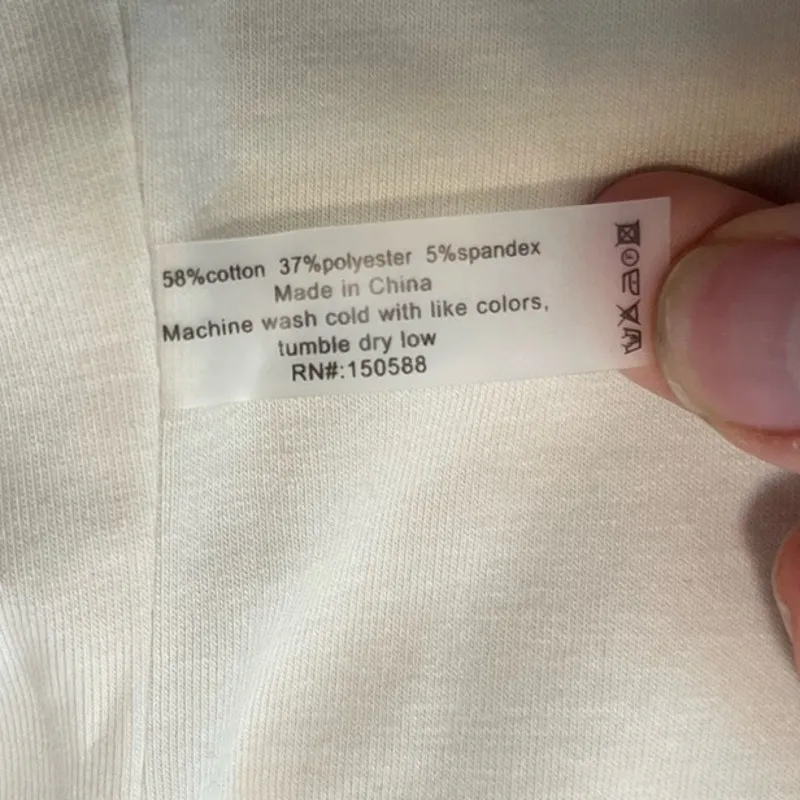 58%cotton 37%polyester 5%spandex
Made in China
Machine wash cold with like colors,
tumble dry low
RN#:150588